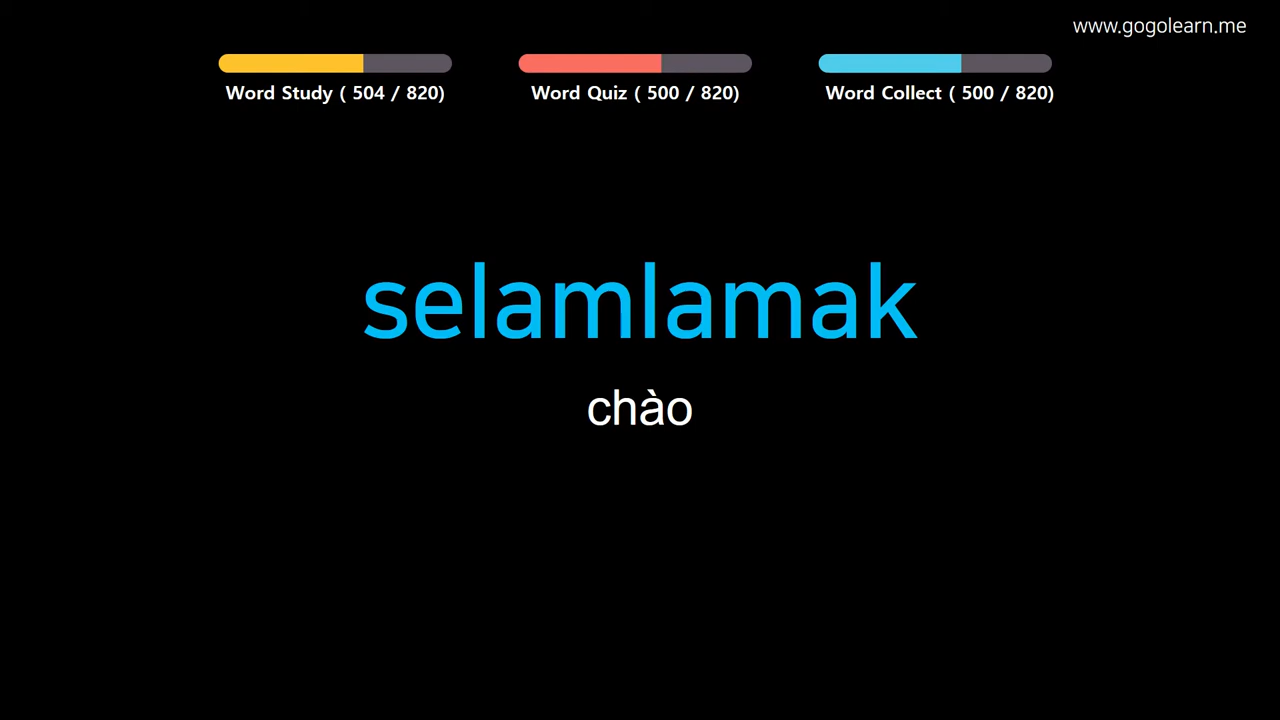 www.gogolearn.me
Word Study ( 504 / 820)
Word Quiz ( 500 / 820)
Word Collect ( 500 / 820)
selamlamak
chào